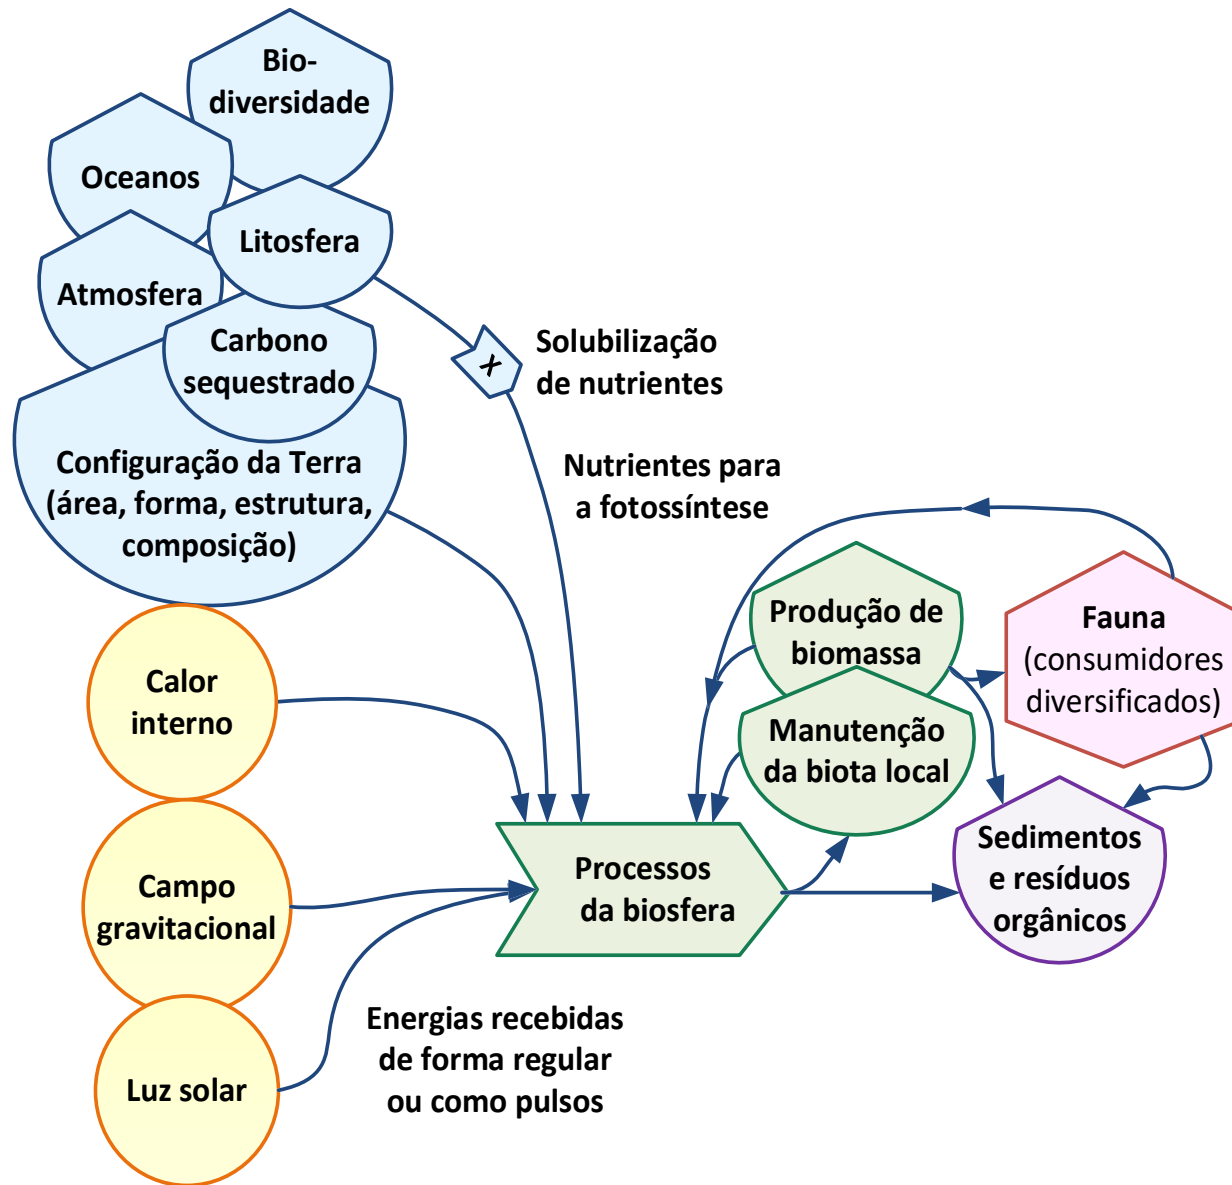 Bio-
diversidade
Oceanos
Litosfera
Atmosfera
Carbono
sequestrado
Configuração da Terra
(área, forma, estrutura,
composição)
X
Solubilização
de nutrientes
Nutrientes para
a fotossíntese
Calor
interno
Campo
gravitacional
Luz solar
Energias recebidas
de forma regular
ou como pulsos
Processos
da biosfera
Produção de
biomassa
Manutenção
da biota local
Fauna
(consumidores
diversificados)
Sedimentos
e resíduos
orgânicos